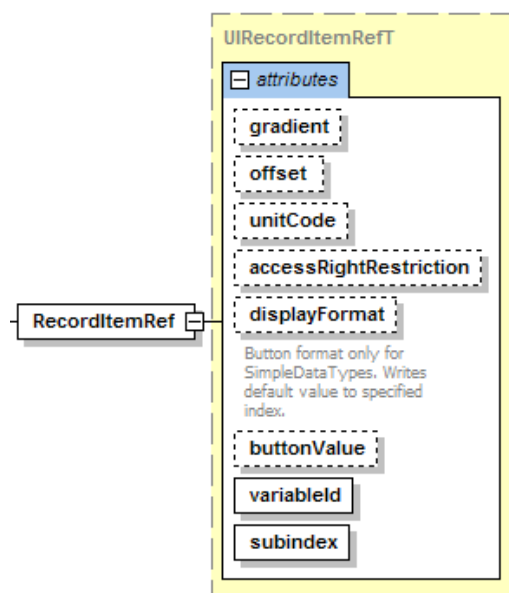 UIRecordItemRefT
attributes
gradient
offset
unitCode
accessRightRestriction
RecordItemRef
displayFormat
Button format only for
SimpleDataTypes. Writes
default value to specified
index.
buttonValue
variableId
subindex